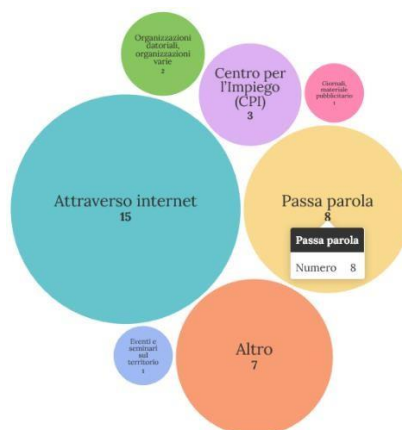 Organizzazioni
datoriali,
organizzazioni
varie
2
Centro per
l'Impiego
(CPI)
3
Giornali,
materiale
pubblicitario
1
Attraverso internet
15
Passa parola
8
Passa parola
Numero 8
Eventi e
seminari sul
territorio
1
Altro
7